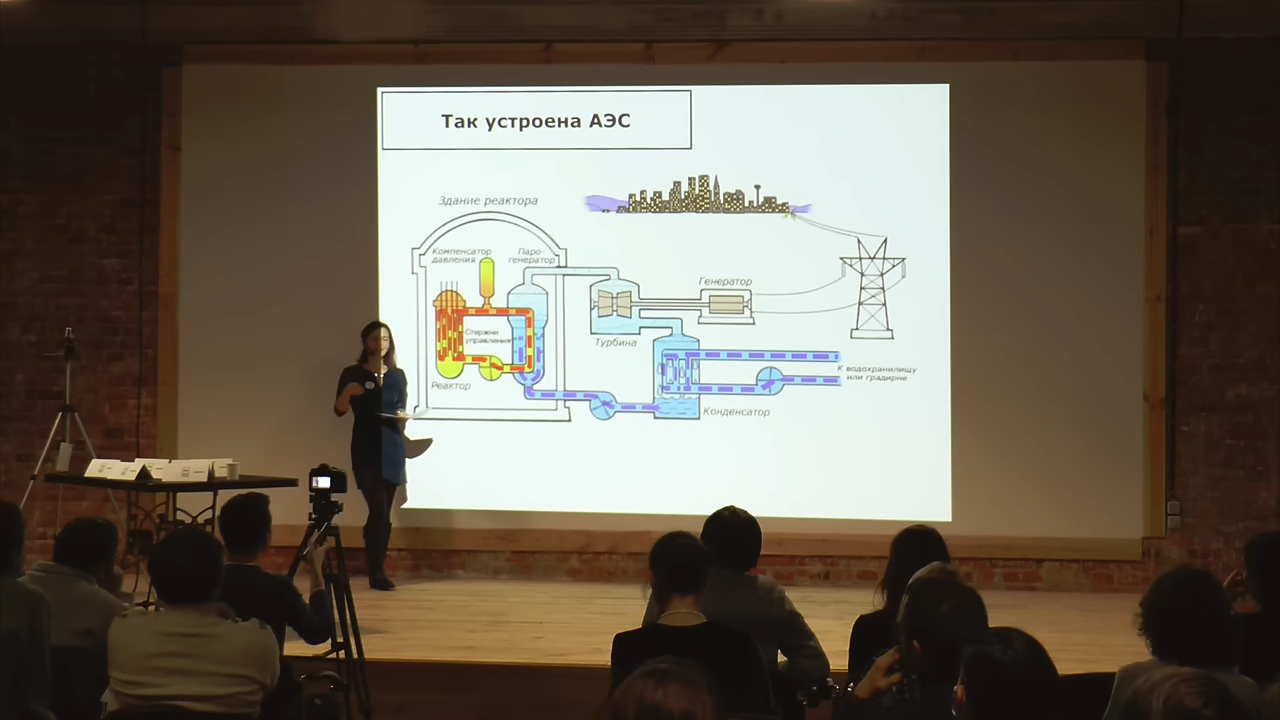 Так устроена АЭС
Здание реактора
Компенсатор
давления
Паро-
генератор
Стержни
управления
Реактор
Турбина
Генератор
Конденсатор
К водохранилищу
или градирне